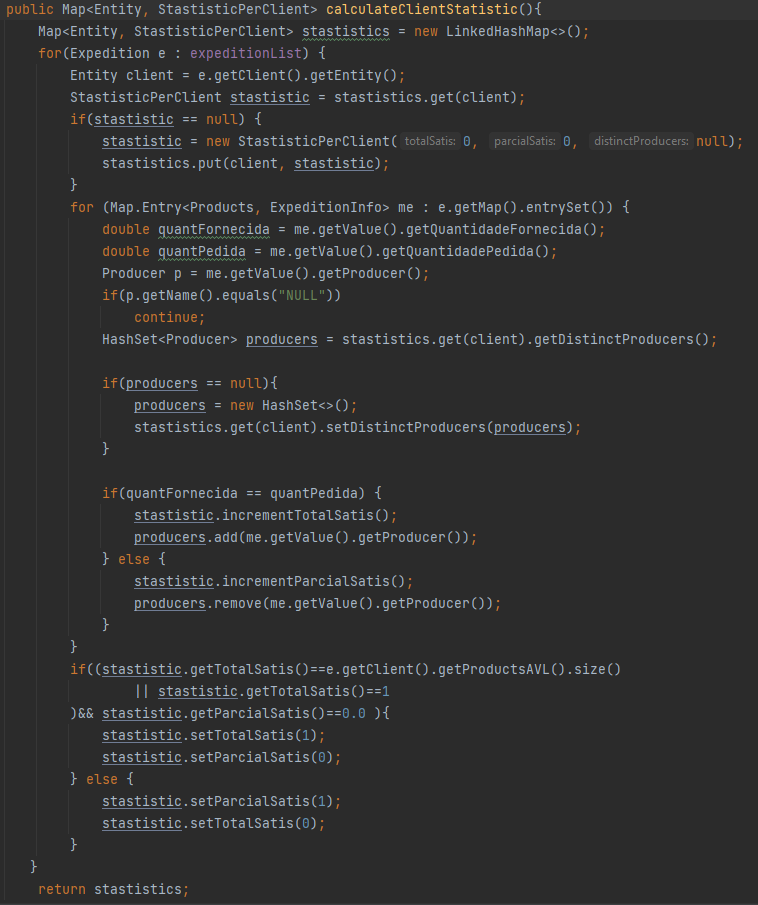 public Map<Entity, StastisticPerClient> calculateClientStatistic(){
    Map<Entity, StastisticPerClient> stastistics = new LinkedHashMap<>();
    for(Expedition e : expeditionList) {
        Entity client = e.getClient().getEntity();
        StastisticPerClient stastistic = stastistics.get(client);
        if(stastistic == null) {
            stastistic = new StastisticPerClient( totalSatis: 0, parcialSatis: 0, distinctProducers: null);
            stastistics.put(client, stastistic);
        }
        for (Map.Entry<Products, ExpeditionInfo> me : e.getMap().entrySet()) {
            double quantFornecida = me.getValue().getQuantidadeFornecida();
            double quantPedida = me.getValue().getQuantidadePedida();
            Producer p = me.getValue().getProducer();
            if(p.getName().equals("NULL"))
                continue;
            HashSet<Producer> producers = stastistics.get(client).getDistinctProducers();

            if(producers == null){
                producers = new HashSet<>();
                stastistics.get(client).setDistinctProducers(producers);
            }

            if(quantFornecida == quantPedida) {
                stastistic.incrementTotalSatis();
                producers.add(me.getValue().getProducer());
            } else {
                stastistic.incrementParcialSatis();
                producers.remove(me.getValue().getProducer());
            }
        }
        if((stastistic.getTotalSatis()==e.getClient().getProductsAVL().size()
                || stastistic.getTotalSatis()==1
        )&& stastistic.getParcialSatis()==0.0 ){
            stastistic.setTotalSatis(1);
            stastistic.setParcialSatis(0);
        } else {
            stastistic.setParcialSatis(1);
            stastistic.setTotalSatis(0);
        }
   }
    return stastistics;